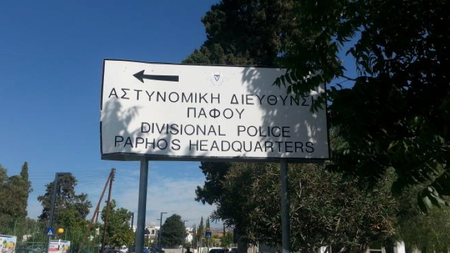 ΑΣΤΥΝΟΜΙΚΗ ΔΙΕΥΘΥΝΣΗ
ΠΑΦΟΥ
DIVISIONAL POLICE
PAPHOS HEADQUARTERS